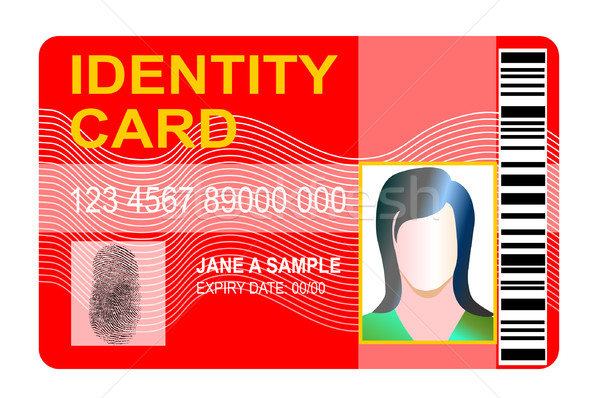 IDENTITY
CARD
123 4567 89000 000
JANE A SAMPLE
EXPIRY DATE: 00/00